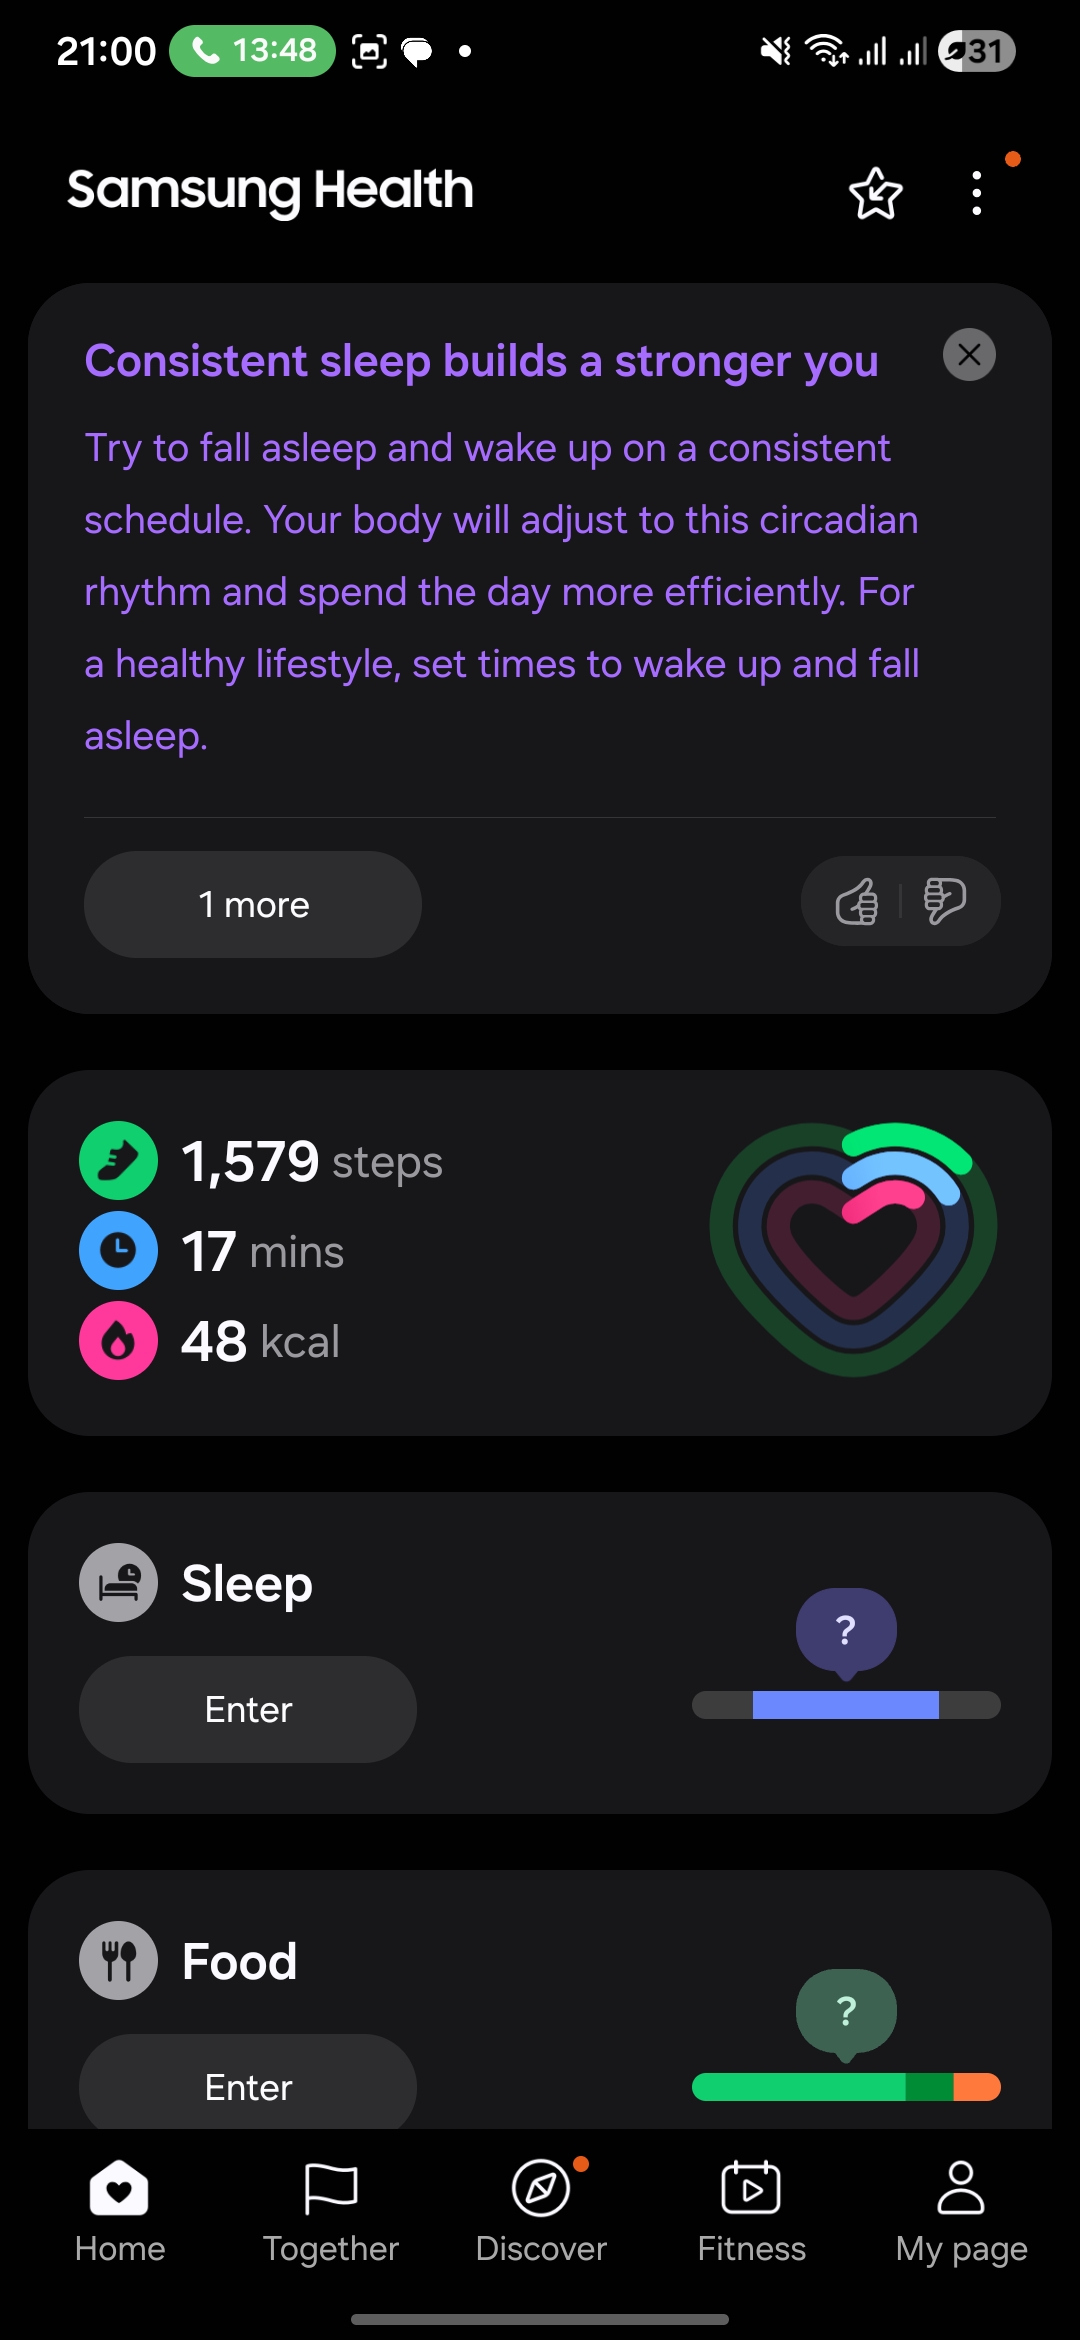 21:00 13:48 31
Samsung Health
Consistent sleep builds a stronger you
Try to fall asleep and wake up on a consistent
schedule. Your body will adjust to this circadian
rhythm and spend the day more efficiently. For
a healthy lifestyle, set times to wake up and fall
asleep.
1 more
1,579 steps
17 mins
48 kcal
Sleep
?
Enter
Food
?
Enter
Home Together Discover Fitness My page